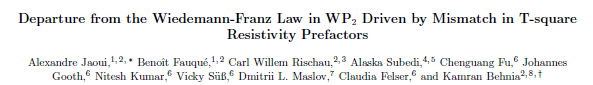 Departure from the Wiedemann-Franz Law in WP₂ Driven by Mismatch in T-square
Resistivity Prefactors
Alexandre Jaoui,¹,²,* Benoît Fauqué,¹,² Carl Willem Rischau,²,³ Alaska Subedi,⁴,⁵ Chenguang Fu,⁶ Johannes
Gooth,⁶ Nitesh Kumar,⁶ Vicky Süß,⁶ Dmitrii L. Maslov,⁷ Claudia Felser,⁶ and Kamran Behnia²,⁸,†